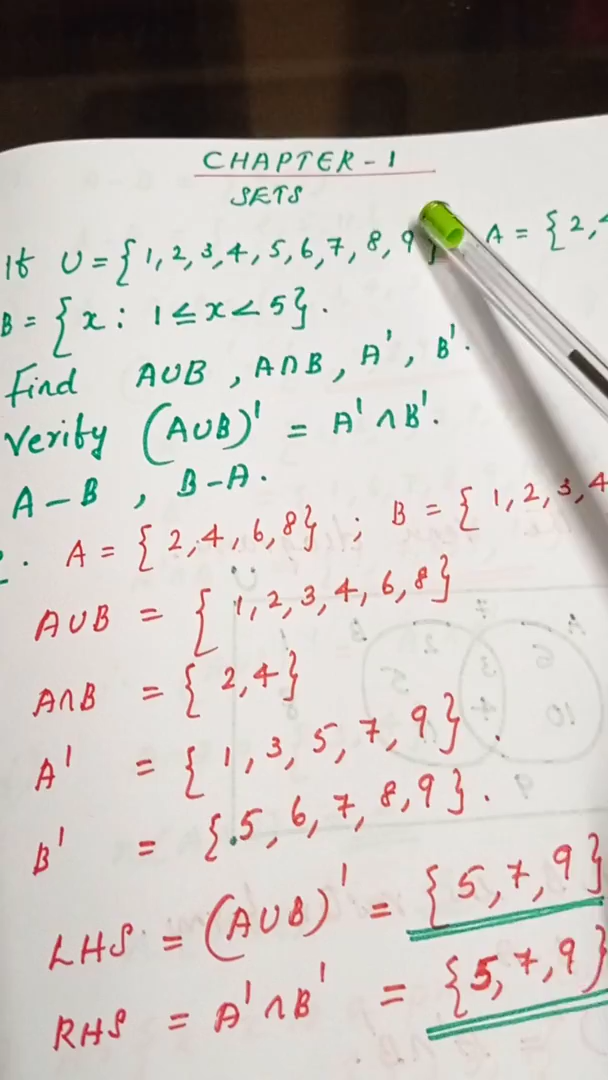 CHAPTER-1
SETS
If U = {1, 2, 3, 4, 5, 6, 7, 8, 9}, A = {2, 4
B = {x : 1 ≤ x < 5}.
Find A∪B, A∩B, A', B'.
Verify (A∪B)' = A' ∩ B'.
A – B, B – A.
A = {2, 4, 6, 8} ; B = {1, 2, 3, 4
A∪B = {1, 2, 3, 4, 6, 8}
A∩B = {2, 4}
A' = {1, 3, 5, 7, 9}.
B' = {5, 6, 7, 8, 9}.
LHS = (A∪B)' = {5, 7, 9}
RHS = A' ∩ B' = {5, 7, 9}